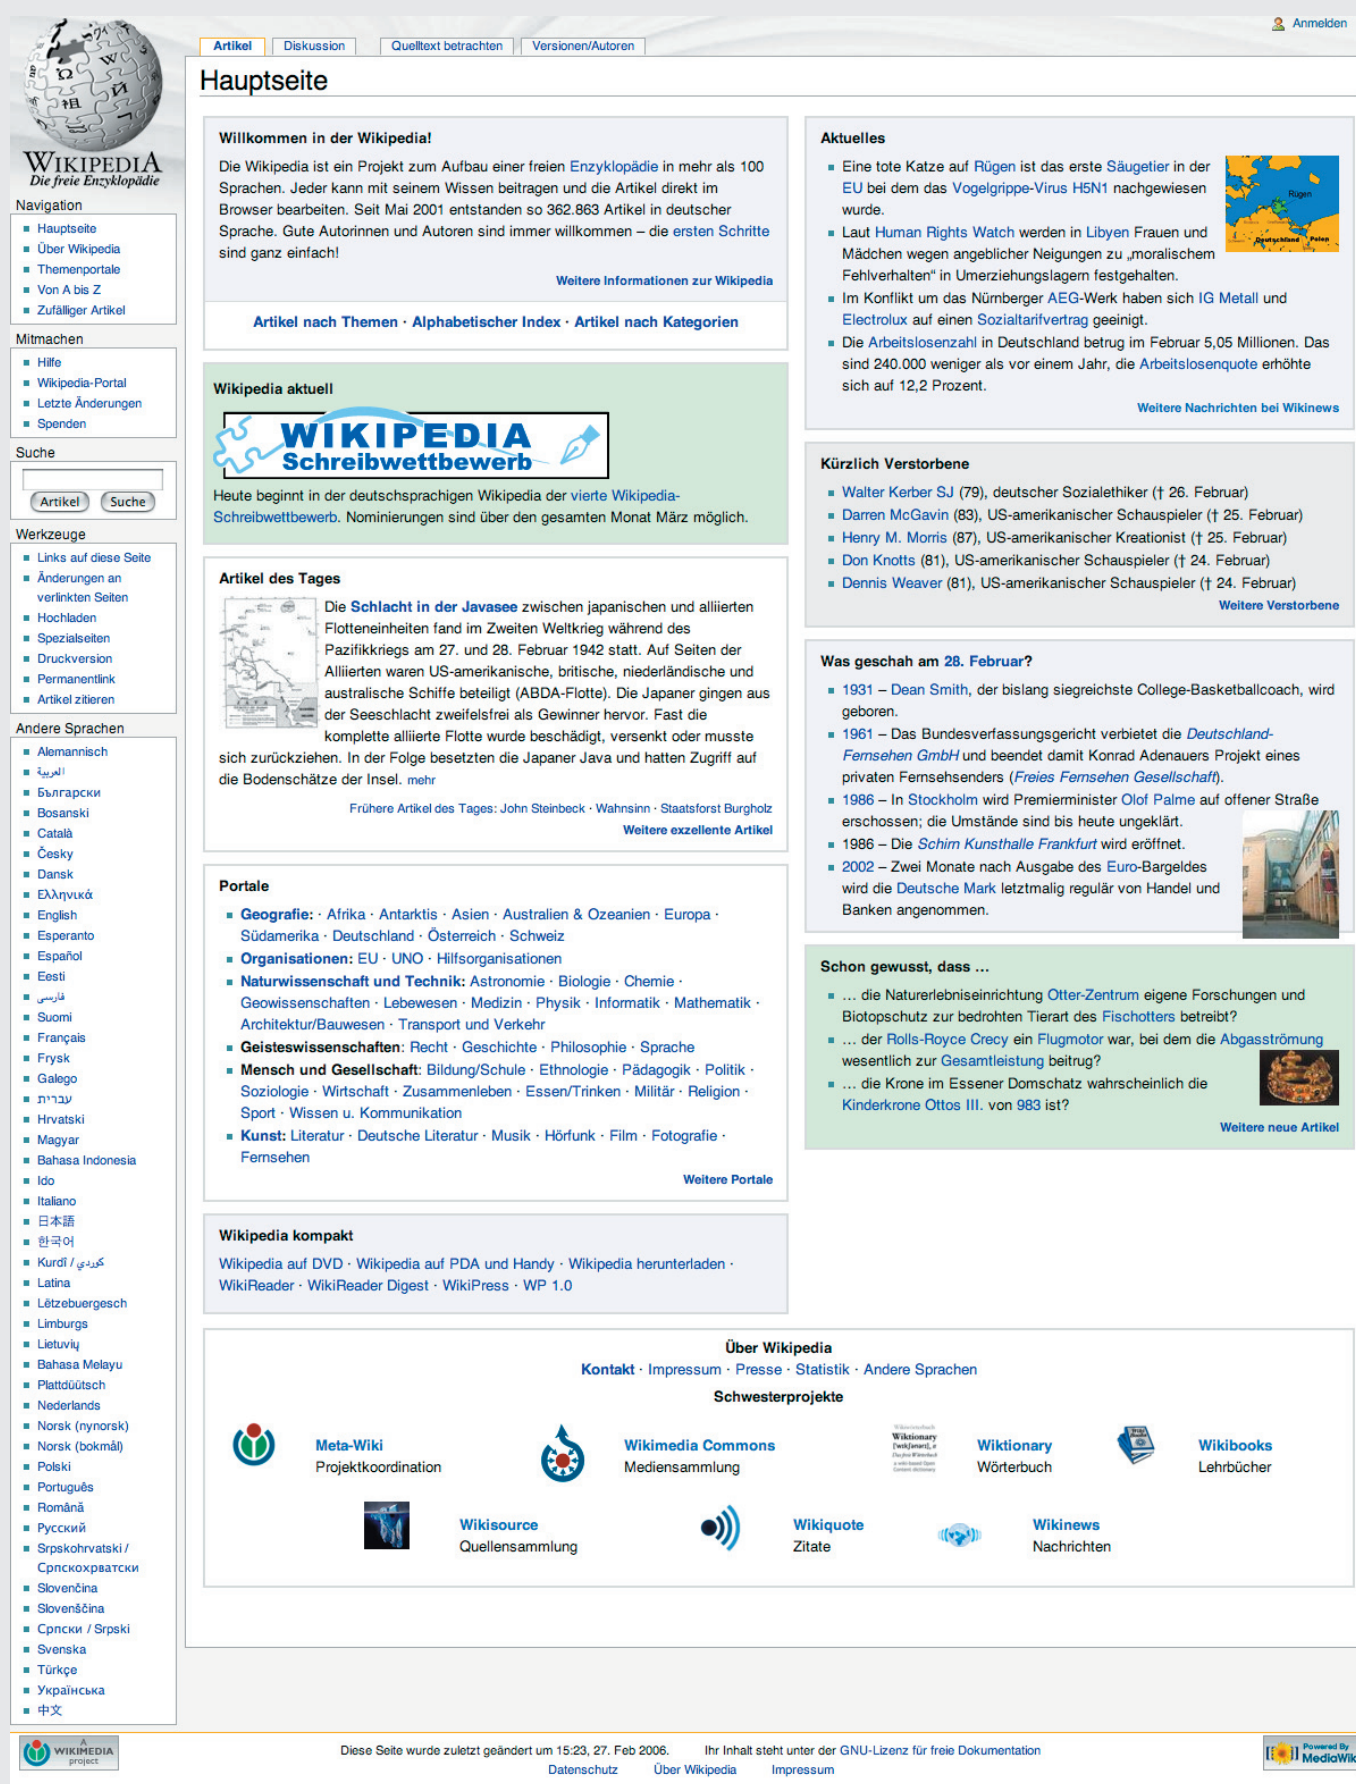 Anmelden
Artikel
Diskussion
Quelltext betrachten
Versionen/Autoren
WIKIPEDIA
Die freie Enzyklopädie
Navigation
Hauptseite
Über Wikipedia
Themenportale
Von A bis Z
Zufälliger Artikel
Mitmachen
Hilfe
Wikipedia-Portal
Letzte Änderungen
Spenden
Suche
Artikel
Suche
Werkzeuge
Links auf diese Seite
Änderungen an
verlinkten Seiten
Hochladen
Spezialseiten
Druckversion
Permanentlink
Artikel zitieren
Andere Sprachen
Alemannisch
العربية
Български
Bosanski
Català
Česky
Dansk
Ελληνικά
English
Esperanto
Español
Eesti
فارسی
Suomi
Français
Frysk
Galego
עברית
Hrvatski
Magyar
Bahasa Indonesia
Ido
Italiano
日本語
한국어
Kurdî / كوردي
Latina
Lëtzebuergesch
Limburgs
Lietuvių
Bahasa Melayu
Plattdüütsch
Nederlands
Norsk (nynorsk)
Norsk (bokmål)
Polski
Português
Română
Русский
Srpskohrvatski /
Српскохрватски
Slovenčina
Slovenščina
Српски / Srpski
Svenska
Türkçe
Українська
中文
Hauptseite
Willkommen in der Wikipedia!
Die Wikipedia ist ein Projekt zum Aufbau einer freien Enzyklopädie in mehr als 100
Sprachen. Jeder kann mit seinem Wissen beitragen und die Artikel direkt im
Browser bearbeiten. Seit Mai 2001 entstanden so 362.863 Artikel in deutscher
Sprache. Gute Autorinnen und Autoren sind immer willkommen – die ersten Schritte
sind ganz einfach!
Weitere Informationen zur Wikipedia
Artikel nach Themen · Alphabetischer Index · Artikel nach Kategorien
Wikipedia aktuell
WIKIPEDIA
Schreibwettbewerb
Heute beginnt in der deutschsprachigen Wikipedia der vierte Wikipedia-
Schreibwettbewerb. Nominierungen sind über den gesamten Monat März möglich.
Artikel des Tages
Die Schlacht in der Javasee zwischen japanischen und alliierten
Flotteneinheiten fand im Zweiten Weltkrieg während des
Pazifikkriegs am 27. und 28. Februar 1942 statt. Auf Seiten der
Alliierten waren US-amerikanische, britische, niederländische und
australische Schiffe beteiligt (ABDA-Flotte). Die Japaner gingen aus
der Seeschlacht zweifelsfrei als Gewinner hervor. Fast die
komplette alliierte Flotte wurde beschädigt, versenkt oder musste
sich zurückziehen. In der Folge besetzten die Japaner Java und hatten Zugriff auf
die Bodenschätze der Insel. mehr
Frühere Artikel des Tages: John Steinbeck · Wahnsinn · Staatsforst Burgholz
Weitere exzellente Artikel
Portale
Geografie: · Afrika · Antarktis · Asien · Australien & Ozeanien · Europa ·
Südamerika · Deutschland · Österreich · Schweiz
Organisationen: EU · UNO · Hilfsorganisationen
Naturwissenschaft und Technik: Astronomie · Biologie · Chemie ·
Geowissenschaften · Lebewesen · Medizin · Physik · Informatik · Mathematik ·
Architektur/Bauwesen · Transport und Verkehr
Geisteswissenschaften: Recht · Geschichte · Philosophie · Sprache
Mensch und Gesellschaft: Bildung/Schule · Ethnologie · Pädagogik · Politik ·
Soziologie · Wirtschaft · Zusammenleben · Essen/Trinken · Militär · Religion ·
Sport · Wissen u. Kommunikation
Kunst: Literatur · Deutsche Literatur · Musik · Hörfunk · Film · Fotografie ·
Fernsehen
Weitere Portale
Wikipedia kompakt
Wikipedia auf DVD · Wikipedia auf PDA und Handy · Wikipedia herunterladen ·
WikiReader · WikiReader Digest · WikiPress · WP 1.0
Aktuelles
Eine tote Katze auf Rügen ist das erste Säugetier in der
EU bei dem das Vogelgrippe-Virus H5N1 nachgewiesen
wurde.
Rügen
Deutschland
Polen
Laut Human Rights Watch werden in Libyen Frauen und
Mädchen wegen angeblicher Neigungen zu „moralischem
Fehlverhalten“ in Umerziehungslagern festgehalten.
Im Konflikt um das Nürnberger AEG-Werk haben sich IG Metall und
Electrolux auf einen Sozialtarifvertrag geeinigt.
Die Arbeitslosenzahl in Deutschland betrug im Februar 5,05 Millionen. Das
sind 240.000 weniger als vor einem Jahr, die Arbeitslosenquote erhöhte
sich auf 12,2 Prozent.
Weitere Nachrichten bei Wikinews
Kürzlich Verstorbene
Walter Kerber SJ (79), deutscher Sozialethiker († 26. Februar)
Darren McGavin (83), US-amerikanischer Schauspieler († 25. Februar)
Henry M. Morris (87), US-amerikanischer Kreationist († 25. Februar)
Don Knotts (81), US-amerikanischer Schauspieler († 24. Februar)
Dennis Weaver (81), US-amerikanischer Schauspieler († 24. Februar)
Weitere Verstorbene
Was geschah am 28. Februar?
1931 – Dean Smith, der bislang siegreichste College-Basketballcoach, wird
geboren.
1961 – Das Bundesverfassungsgericht verbietet die Deutschland-
Fernsehen GmbH und beendet damit Konrad Adenauers Projekt eines
privaten Fernsehsenders (Freies Fernsehen Gesellschaft).
1986 – In Stockholm wird Premierminister Olof Palme auf offener Straße
erschossen; die Umstände sind bis heute ungeklärt.
1986 – Die Schirn Kunsthalle Frankfurt wird eröffnet.
2002 – Zwei Monate nach Ausgabe des Euro-Bargeldes
wird die Deutsche Mark letztmalig regulär von Handel und
Banken angenommen.
Schon gewusst, dass ...
... die Naturerlebniseinrichtung Otter-Zentrum eigene Forschungen und
Biotopschutz zur bedrohten Tierart des Fischotters betreibt?
... der Rolls-Royce Crecy ein Flugmotor war, bei dem die Abgasströmung
wesentlich zur Gesamtleistung beitrug?
... die Krone im Essener Domschatz wahrscheinlich die
Kinderkrone Ottos III. von 983 ist?
Weitere neue Artikel
Über Wikipedia
Kontakt · Impressum · Presse · Statistik · Andere Sprachen
Schwesterprojekte
Meta-Wiki
Projektkoordination
Wikimedia Commons
Mediensammlung
Wiktionary
Wiktionary
Wörterbuch
Wikibooks
Lehrbücher
Wikisource
Quellensammlung
Wikiquote
Zitate
Wikinews
Nachrichten
A
WIKIMEDIA
project
Diese Seite wurde zuletzt geändert um 15:23, 27. Feb 2006.
Ihr Inhalt steht unter der GNU-Lizenz für freie Dokumentation
Datenschutz
Über Wikipedia
Impressum
Powered By
MediaWik